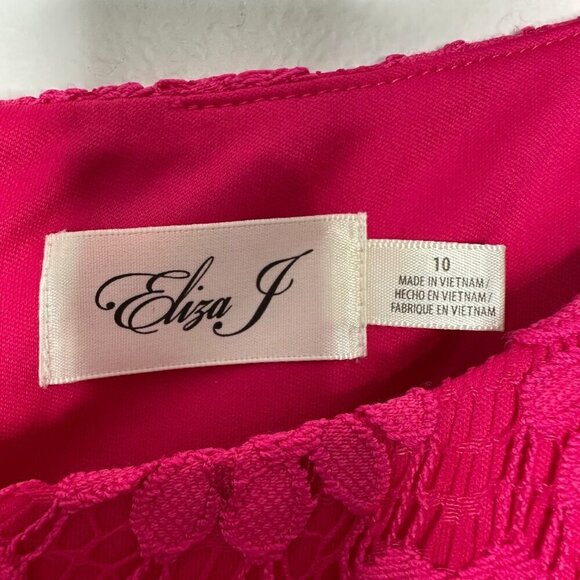 Eliza J
10
MADE IN VIETNAM/
HECHO EN VIETNAM/
FABRIQUE EN VIETNAM